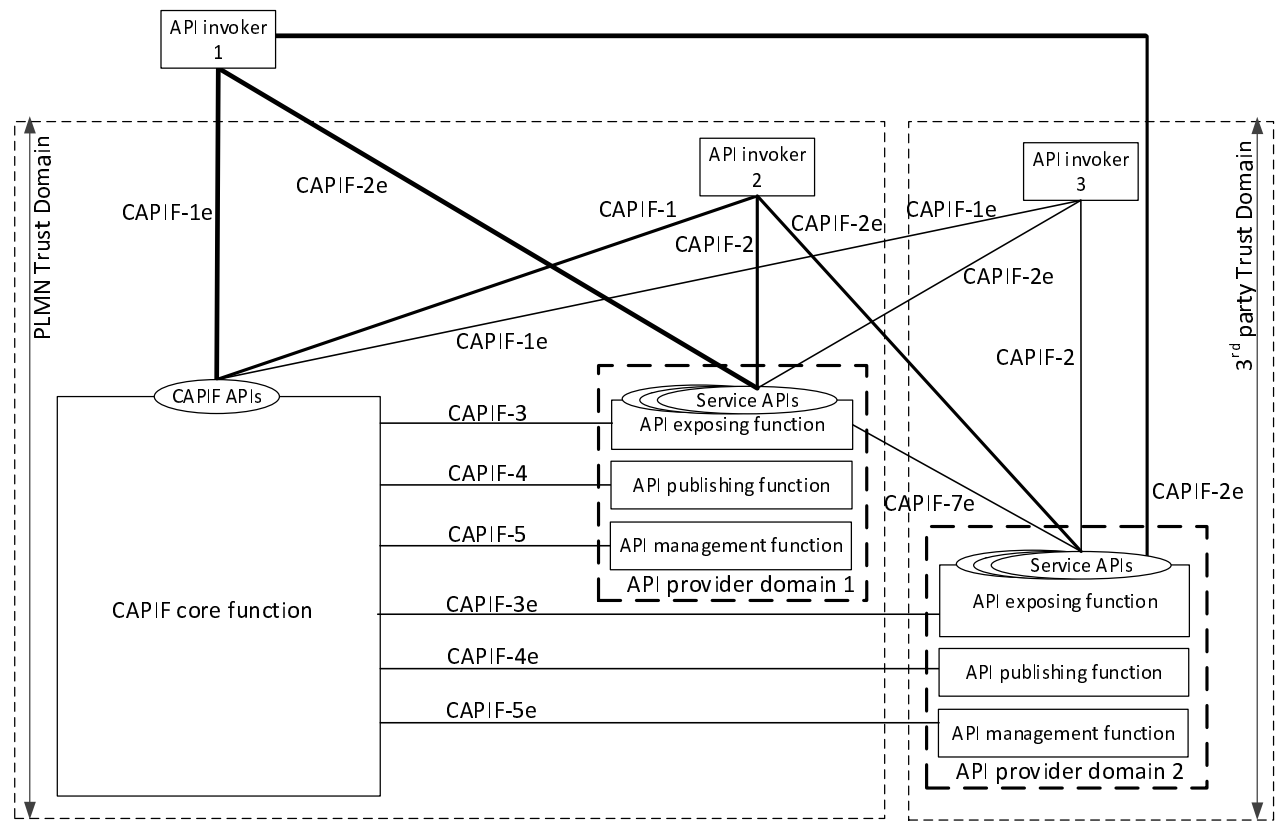 API invoker
1
PLMN Trust Domain
3rd party Trust Domain
API invoker
2
API invoker
3
CAPIF-1e
CAPIF-2e
CAPIF-1
CAPIF-2
CAPIF-2e
CAPIF-1e
CAPIF-2e
CAPIF-1e
CAPIF-2
CAPIF APIs
Service APIs
CAPIF-3
API exposing function
CAPIF-4
API publishing function
CAPIF-7e
CAPIF-2e
CAPIF-5
API management function
API provider domain 1
Service APIs
CAPIF core function
CAPIF-3e
API exposing function
CAPIF-4e
API publishing function
CAPIF-5e
API management function
API provider domain 2